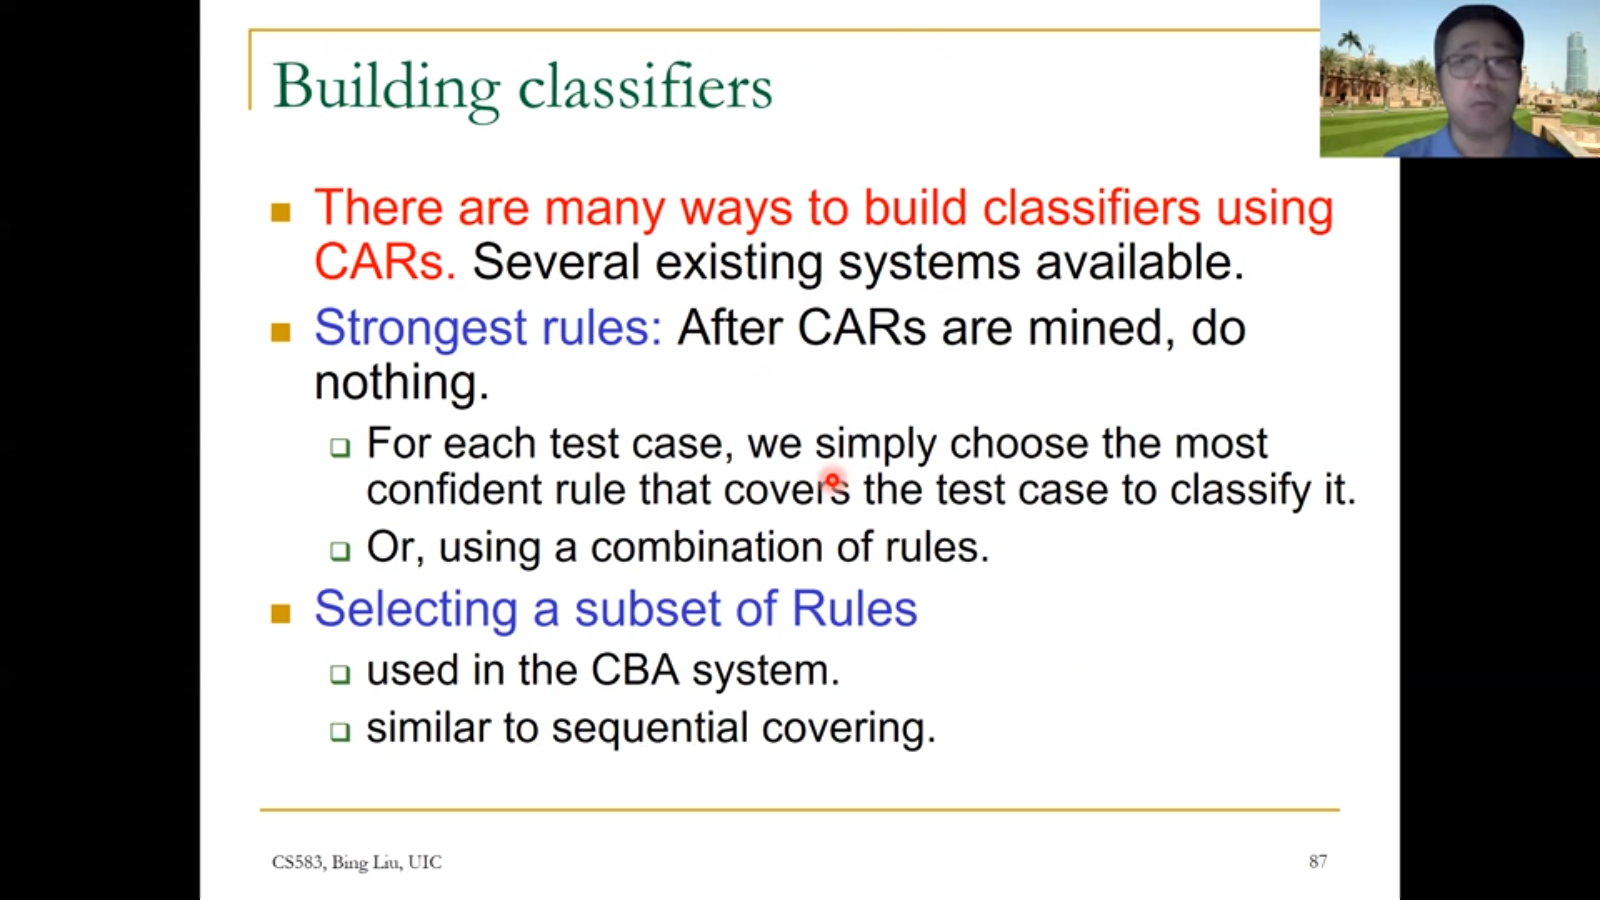 Building classifiers
There are many ways to build classifiers using
CARs. Several existing systems available.
Strongest rules: After CARs are mined, do
nothing.
For each test case, we simply choose the most
confident rule that covers the test case to classify it.
Or, using a combination of rules.
Selecting a subset of Rules
used in the CBA system.
similar to sequential covering.
CS583, Bing Liu, UIC
87